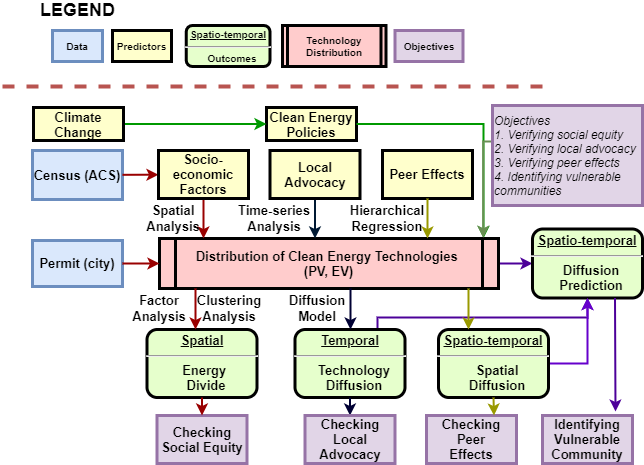 LEGEND
Data
Predictors
Spatio-temporal
Outcomes
Technology
Distribution
Objectives
Climate
Change
Clean Energy
Policies
Objectives
1. Verifying social equity
2. Verifying local advocacy
3. Verifying peer effects
4. Identifying vulnerable
communities
Census (ACS)
Socio-
economic
Factors
Local
Advocacy
Peer Effects
Spatial
Analysis
Time-series
Analysis
Hierarchical
Regression
Permit (city)
Distribution of Clean Energy Technologies
(PV, EV)
Spatio-temporal
Diffusion
Prediction
Factor
Analysis
Clustering
Analysis
Diffusion
Model
Spatial
Energy
Divide
Temporal
Technology
Diffusion
Spatio-temporal
Spatial
Diffusion
Checking
Social Equity
Checking
Local
Advocacy
Checking
Peer
Effects
Identifying
Vulnerable
Community